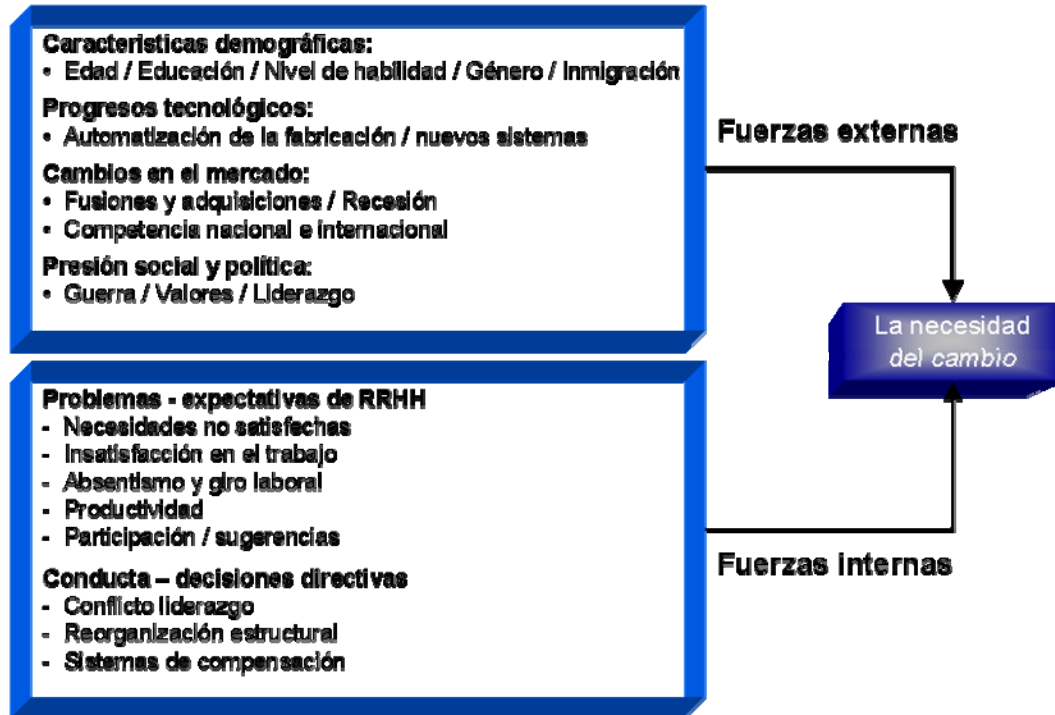 Características demográficas:
• Edad / Educación / Nivel de habilidad / Género / Inmigración
Progresos tecnológicos:
• Automatización de la fabricación / nuevos sistemas
Cambios en el mercado:
• Fusiones y adquisiciones / Recesión
• Competencia nacional e internacional
Presión social y política:
• Guerra / Valores / Liderazgo
Fuerzas externas
La necesidad
del cambio
Problemas - expectativas de RRHH
- Necesidades no satisfechas
- Insatisfacción en el trabajo
- Absentismo y giro laboral
- Productividad
- Participación / sugerencias
Conducta – decisiones directivas
- Conflicto liderazgo
- Reorganización estructural
- Sistemas de compensación
Fuerzas internas